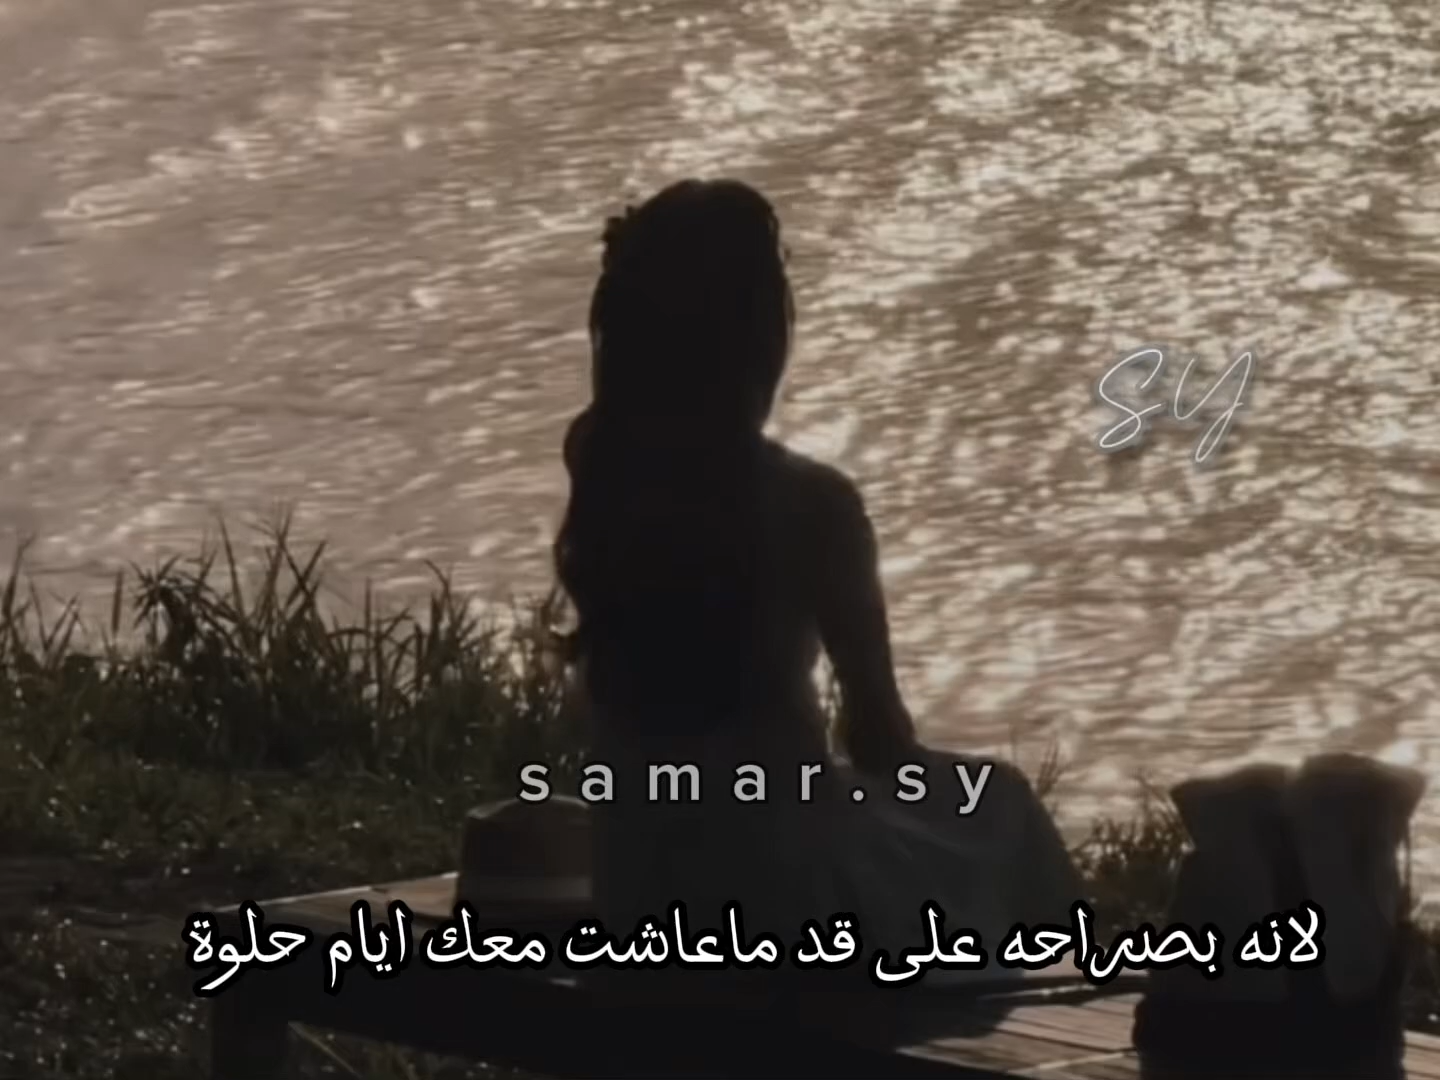 sy
samar.sy
لانه بصراحه على قد ماعاشت معك ايام حلوة